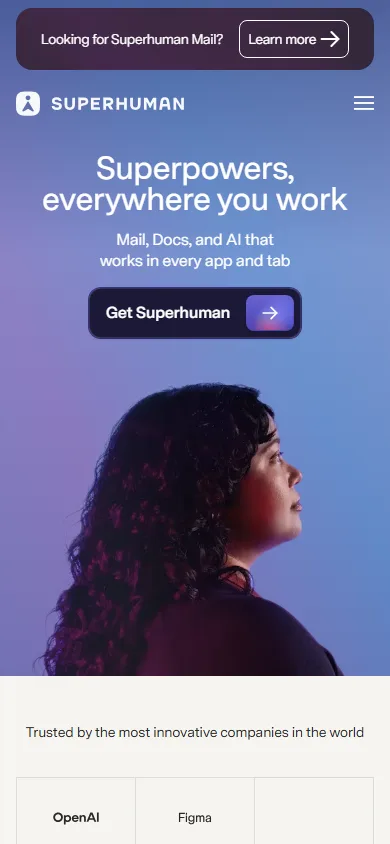 Looking for Superhuman Mail?
Learn more
SUPERHUMAN
Superpowers,
everywhere you work
Mail, Docs, and AI that
works in every app and tab
Get Superhuman
Trusted by the most innovative companies in the world
OpenAI
Figma